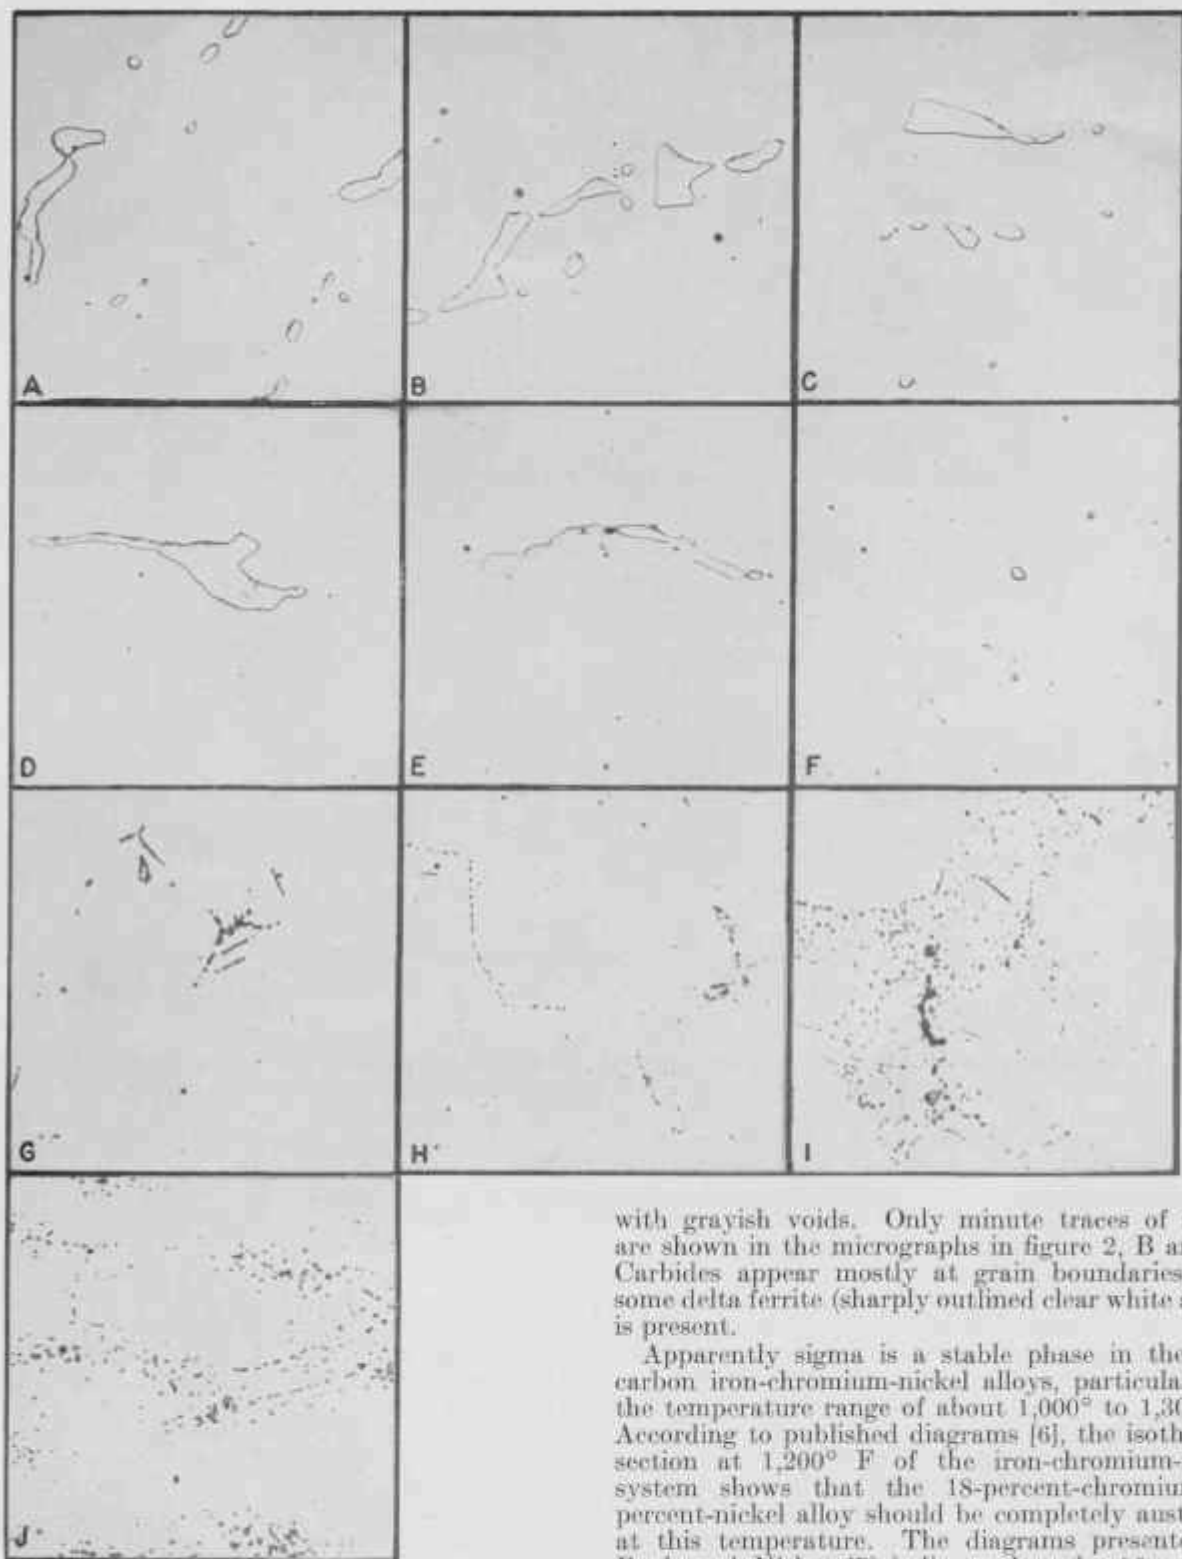 A
B
C
D
E
F
G
H
I
J
with grayish voids. Only minute traces of
are shown in the micrographs in figure 2, B a
Carbides appear mostly at grain boundaries
some delta ferrite (sharply outlined clear white
is present.
Apparently sigma is a stable phase in the
carbon iron-chromium-nickel alloys, particula
the temperature range of about 1,000° to 1,30
According to published diagrams [6], the isoth
section at 1,200° F of the iron-chromium-
system shows that the 18-percent-chromiu
percent-nickel alloy should be completely aust
at this temperature. The diagrams presente